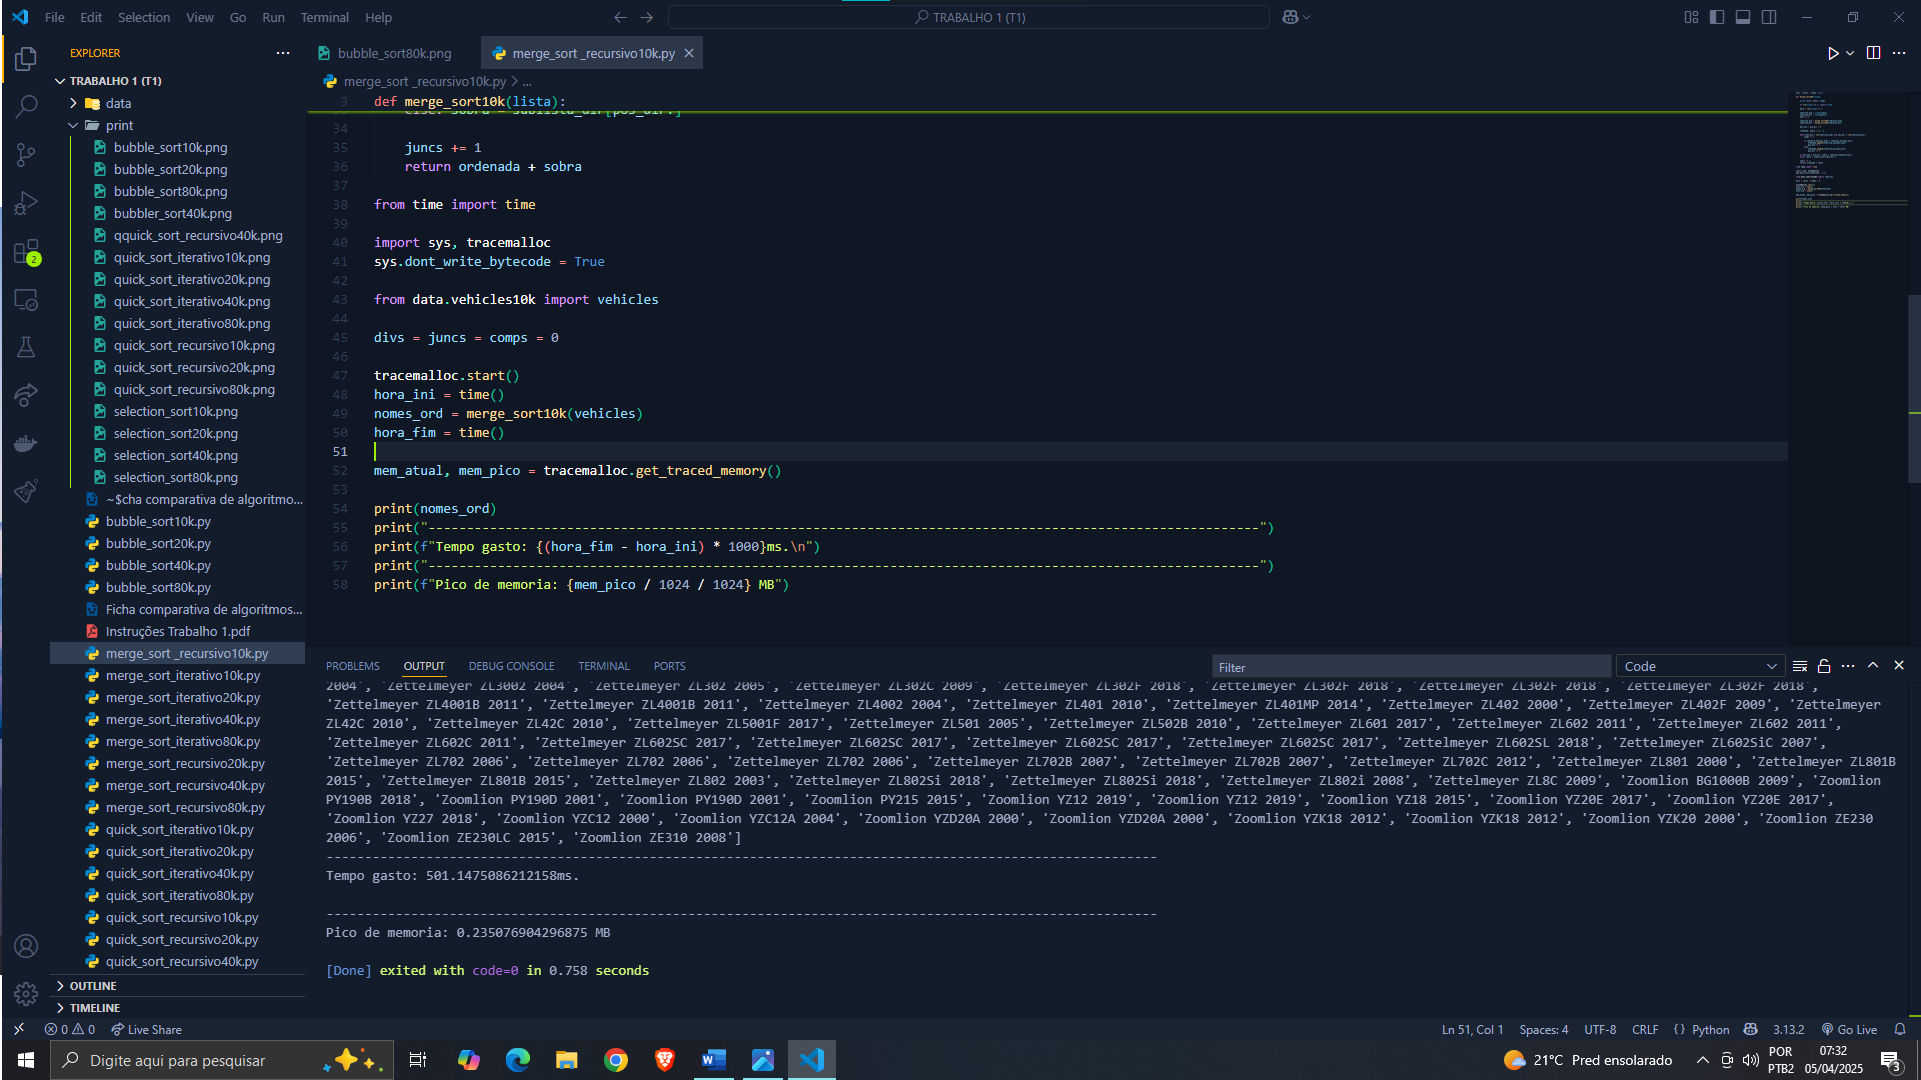 File Edit Selection View Go Run Terminal Help
TRABALHO 1 (T1)
EXPLORER
TRABALHO 1 (T1)
data
print
bubble_sort10k.png
bubble_sort20k.png
bubble_sort80k.png
bubbler_sort40k.png
qquick_sort_recursivo40k.png
quick_sort_iterativo10k.png
quick_sort_iterativo20k.png
quick_sort_iterativo40k.png
quick_sort_iterativo80k.png
quick_sort_recursivo10k.png
quick_sort_recursivo20k.png
quick_sort_recursivo80k.png
selection_sort10k.png
selection_sort20k.png
selection_sort40k.png
selection_sort80k.png
~$cha comparativa de algoritmo...
bubble_sort10k.py
bubble_sort20k.py
bubble_sort40k.py
bubble_sort80k.py
Ficha comparativa de algoritmos...
Instruções Trabalho 1.pdf
merge_sort _recursivo10k.py
merge_sort_iterativo10k.py
merge_sort_iterativo20k.py
merge_sort_iterativo40k.py
merge_sort_iterativo80k.py
merge_sort_recursivo20k.py
merge_sort_recursivo40k.py
merge_sort_recursivo80k.py
quick_sort_iterativo10k.py
quick_sort_iterativo20k.py
quick_sort_iterativo40k.py
quick_sort_iterativo80k.py
quick_sort_recursivo10k.py
quick_sort_recursivo20k.py
quick_sort_recursivo40k.py
OUTLINE
TIMELINE
2
bubble_sort80k.png merge_sort _recursivo10k.py
merge_sort _recursivo10k.py > ...
3 def merge_sort10k(lista):
34
35 juncs += 1
36 return ordenada + sobra
37
38 from time import time
39
40 import sys, tracemalloc
41 sys.dont_write_bytecode = True
42
43 from data.vehicles10k import vehicles
44
45 divs = juncs = comps = 0
46
47 tracemalloc.start()
48 hora_ini = time()
49 nomes_ord = merge_sort10k(vehicles)
50 hora_fim = time()
51
52 mem_atual, mem_pico = tracemalloc.get_traced_memory()
53
54 print(nomes_ord)
55 print("------------------------------------------------------------------------------------------------------------")
56 print(f"Tempo gasto: {(hora_fim - hora_ini) * 1000}ms.\n")
57 print("------------------------------------------------------------------------------------------------------------")
58 print(f"Pico de memoria: {mem_pico / 1024 / 1024} MB")
PROBLEMS OUTPUT DEBUG CONSOLE TERMINAL PORTS
Filter
Code
2004', 'Zettelmeyer ZL3002 2004', 'Zettelmeyer ZL302 2005', 'Zettelmeyer ZL302C 2009', 'Zettelmeyer ZL302F 2018', 'Zettelmeyer ZL302F 2018', 'Zettelmeyer ZL302F 2018', 'Zettelmeyer ZL302F 2018',
'Zettelmeyer ZL4001B 2011', 'Zettelmeyer ZL4001B 2011', 'Zettelmeyer ZL4002 2004', 'Zettelmeyer ZL401 2010', 'Zettelmeyer ZL401MP 2014', 'Zettelmeyer ZL402 2000', 'Zettelmeyer ZL402F 2009', 'Zettelmeyer
ZL42C 2010', 'Zettelmeyer ZL42C 2010', 'Zettelmeyer ZL5001F 2017', 'Zettelmeyer ZL501 2005', 'Zettelmeyer ZL502B 2010', 'Zettelmeyer ZL601 2017', 'Zettelmeyer ZL602 2011', 'Zettelmeyer ZL602 2011',
'Zettelmeyer ZL602C 2011', 'Zettelmeyer ZL602SC 2017', 'Zettelmeyer ZL602SC 2017', 'Zettelmeyer ZL602SC 2017', 'Zettelmeyer ZL602SC 2017', 'Zettelmeyer ZL602SL 2018', 'Zettelmeyer ZL602SiC 2007',
'Zettelmeyer ZL702 2006', 'Zettelmeyer ZL702 2006', 'Zettelmeyer ZL702 2006', 'Zettelmeyer ZL702B 2007', 'Zettelmeyer ZL702B 2007', 'Zettelmeyer ZL702C 2012', 'Zettelmeyer ZL801 2000', 'Zettelmeyer ZL801B
2015', 'Zettelmeyer ZL801B 2015', 'Zettelmeyer ZL802 2003', 'Zettelmeyer ZL802Si 2018', 'Zettelmeyer ZL802Si 2018', 'Zettelmeyer ZL802i 2008', 'Zettelmeyer ZL8C 2009', 'Zoomlion BG1000B 2009', 'Zoomlion
PY190B 2018', 'Zoomlion PY190D 2001', 'Zoomlion PY190D 2001', 'Zoomlion PY215 2015', 'Zoomlion YZ12 2019', 'Zoomlion YZ12 2019', 'Zoomlion YZ18 2015', 'Zoomlion YZ20E 2017', 'Zoomlion YZ20E 2017',
'Zoomlion YZ27 2018', 'Zoomlion YZC12 2000', 'Zoomlion YZC12A 2004', 'Zoomlion YZD20A 2000', 'Zoomlion YZD20A 2000', 'Zoomlion YZK18 2012', 'Zoomlion YZK18 2012', 'Zoomlion YZK20 2000', 'Zoomlion ZE230
2006', 'Zoomlion ZE230LC 2015', 'Zoomlion ZE310 2008']
------------------------------------------------------------------------------------------------------------
Tempo gasto: 501.1475086212158ms.
------------------------------------------------------------------------------------------------------------
Pico de memoria: 0.235076904296875 MB
[Done] exited with code=0 in 0.758 seconds
0 0 Live Share
Ln 51, Col 1 Spaces: 4 UTF-8 CRLF {} Python 3.13.2 Go Live
Digite aqui para pesquisar
21°C Pred ensolarado
POR
PTB2
07:32
05/04/2025
3